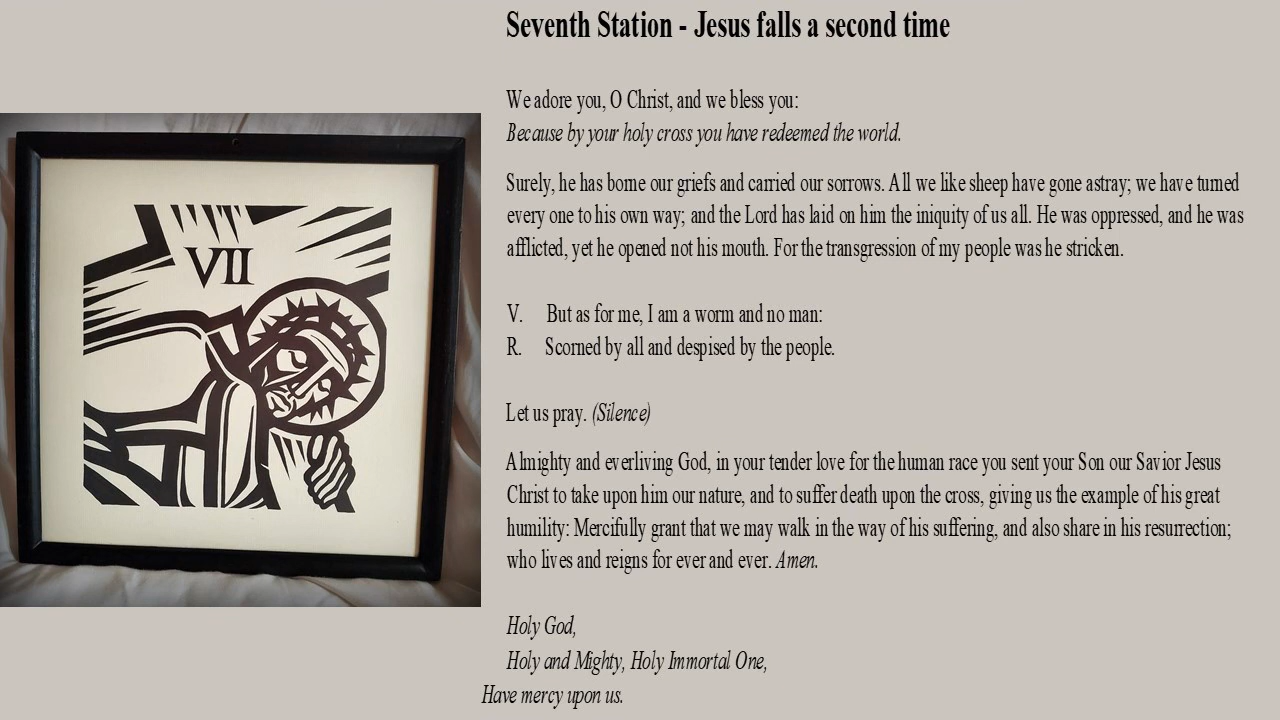 Seventh Station - Jesus falls a second time
We adore you, O Christ, and we bless you:
Because by your holy cross you have redeemed the world.
Surely, he has borne our griefs and carried our sorrows. All we like sheep have gone astray; we have turned
every one to his own way; and the Lord has laid on him the iniquity of us all. He was oppressed, and he was
afflicted, yet he opened not his mouth. For the transgression of my people was he stricken.
V. But as for me, I am a worm and no man:
R. Scorned by all and despised by the people.
Let us pray. (Silence)
Almighty and everliving God, in your tender love for the human race you sent your Son our Savior Jesus
Christ to take upon him our nature, and to suffer death upon the cross, giving us the example of his great
humility: Mercifully grant that we may walk in the way of his suffering, and also share in his resurrection;
who lives and reigns for ever and ever. Amen.
Holy God,
Holy and Mighty, Holy Immortal One,
Have mercy upon us.
VII